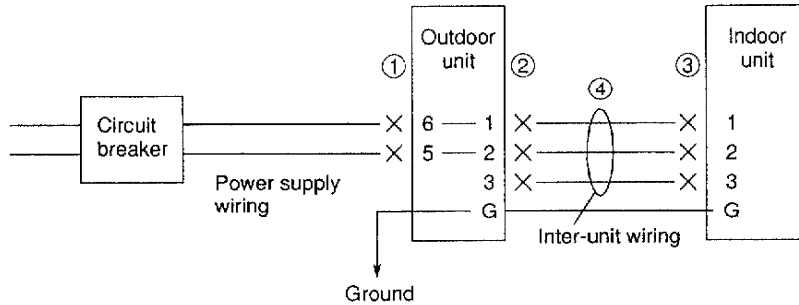 Outdoor
unit
Indoor
unit
① ② ③
④
Circuit
breaker
6 1 1
5 2 2
3 3
G G
Power supply
wiring
Inter-unit wiring
Ground